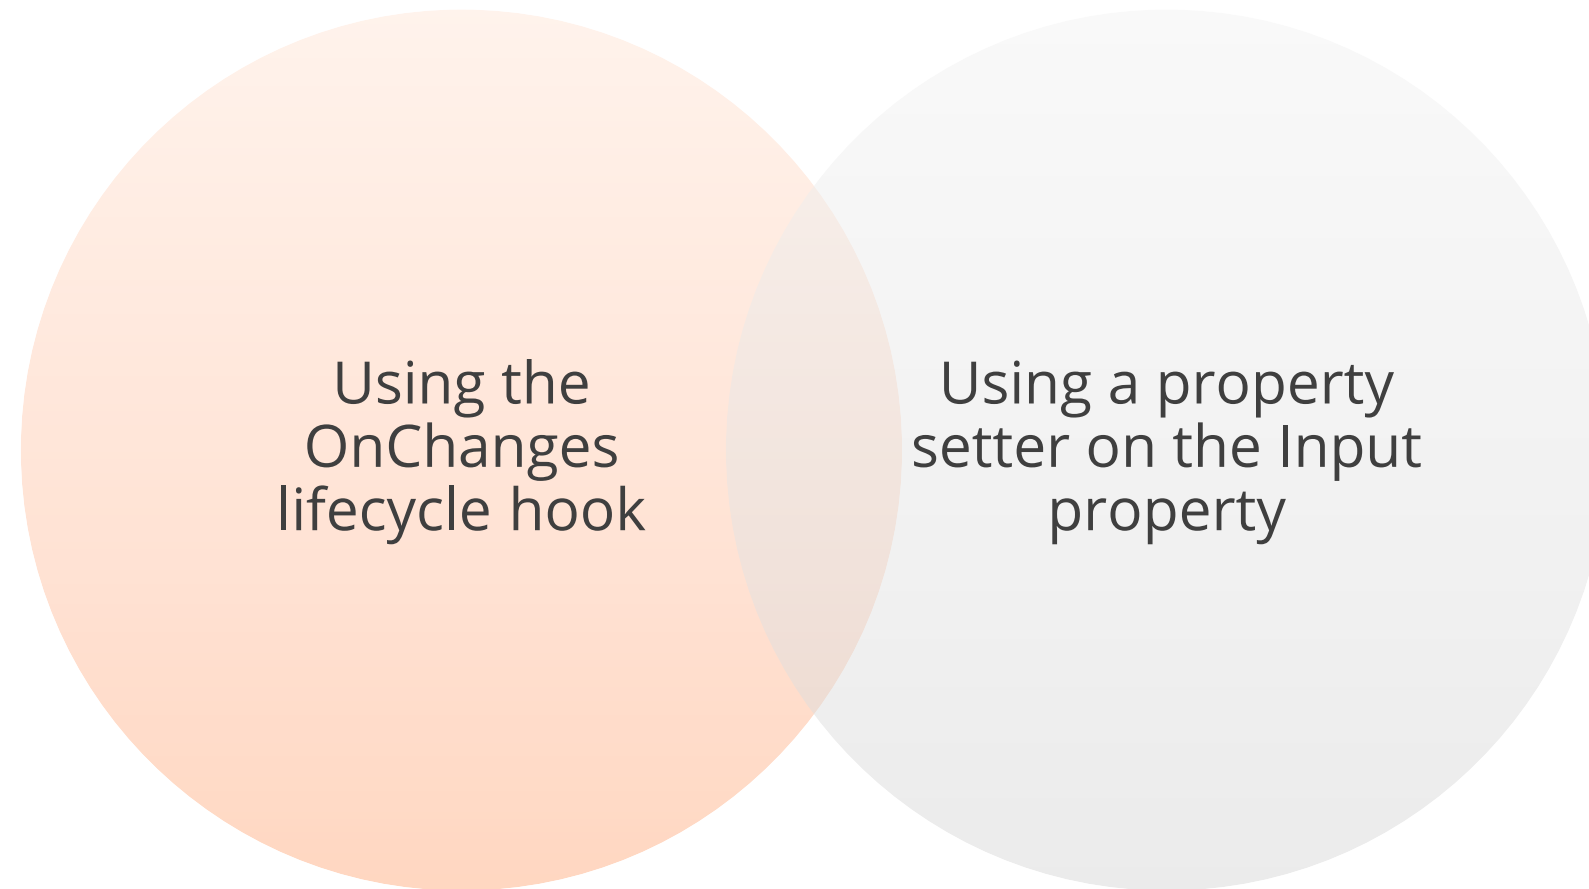 Using the
OnChanges
lifecycle hook
Using a property
setter on the Input
property